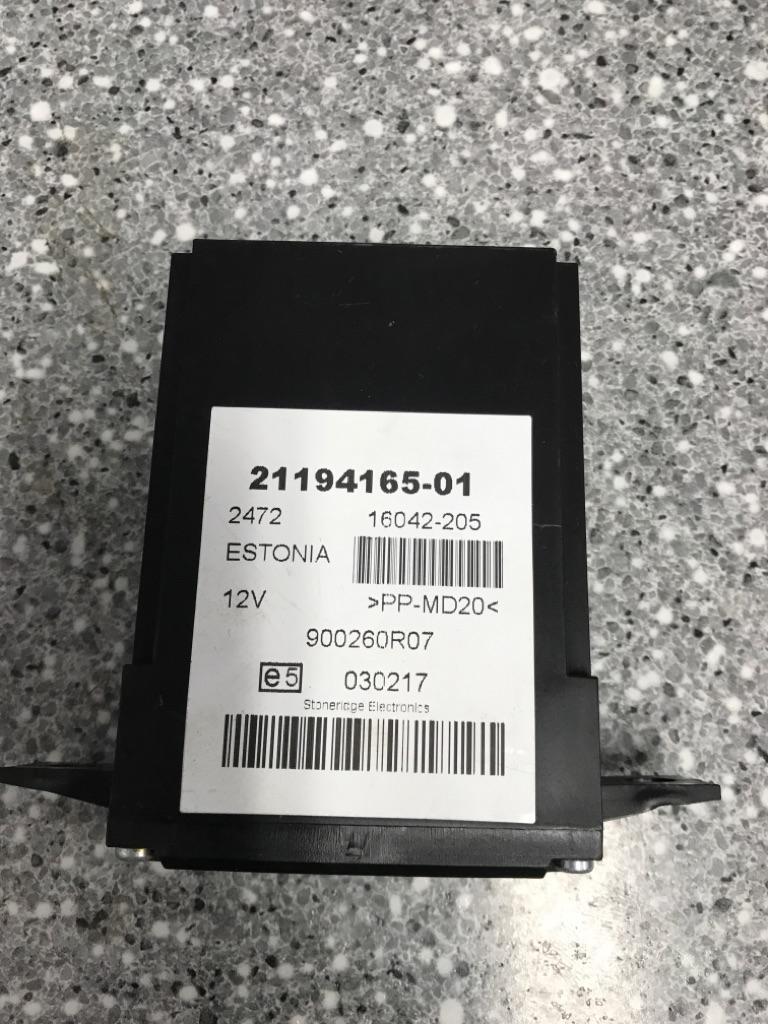 21194165-01
2472 16042-205
ESTONIA
12V >PP-MD20<
900260R07
e5 030217
Stoneridge Electronics